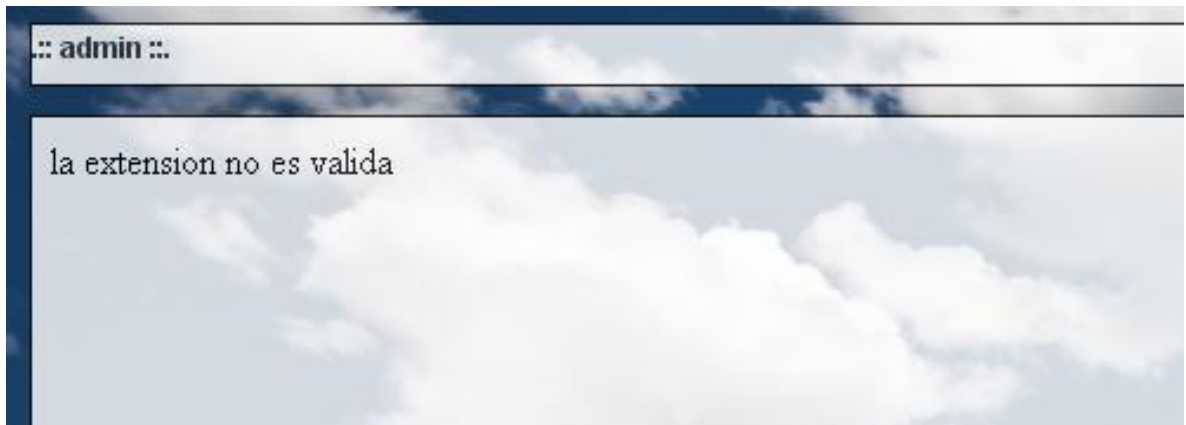 .:: admin ::.
la extension no es valida